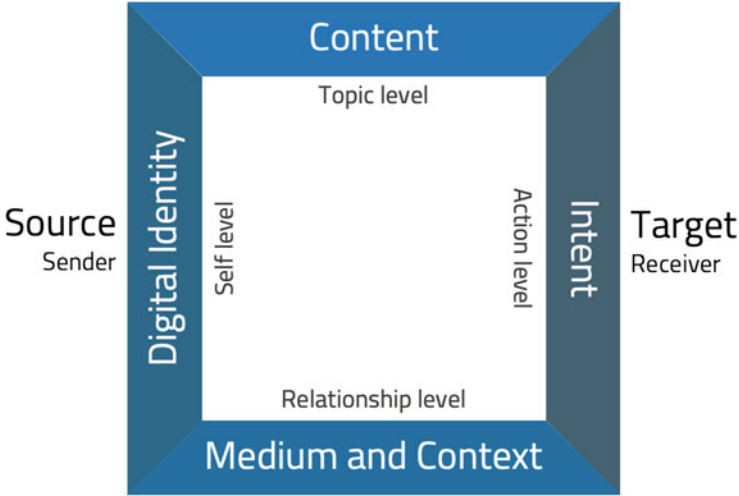 Content
Topic level
Source
Sender
Digital Identity
Self level
Action level
Intent
Target
Receiver
Relationship level
Medium and Context